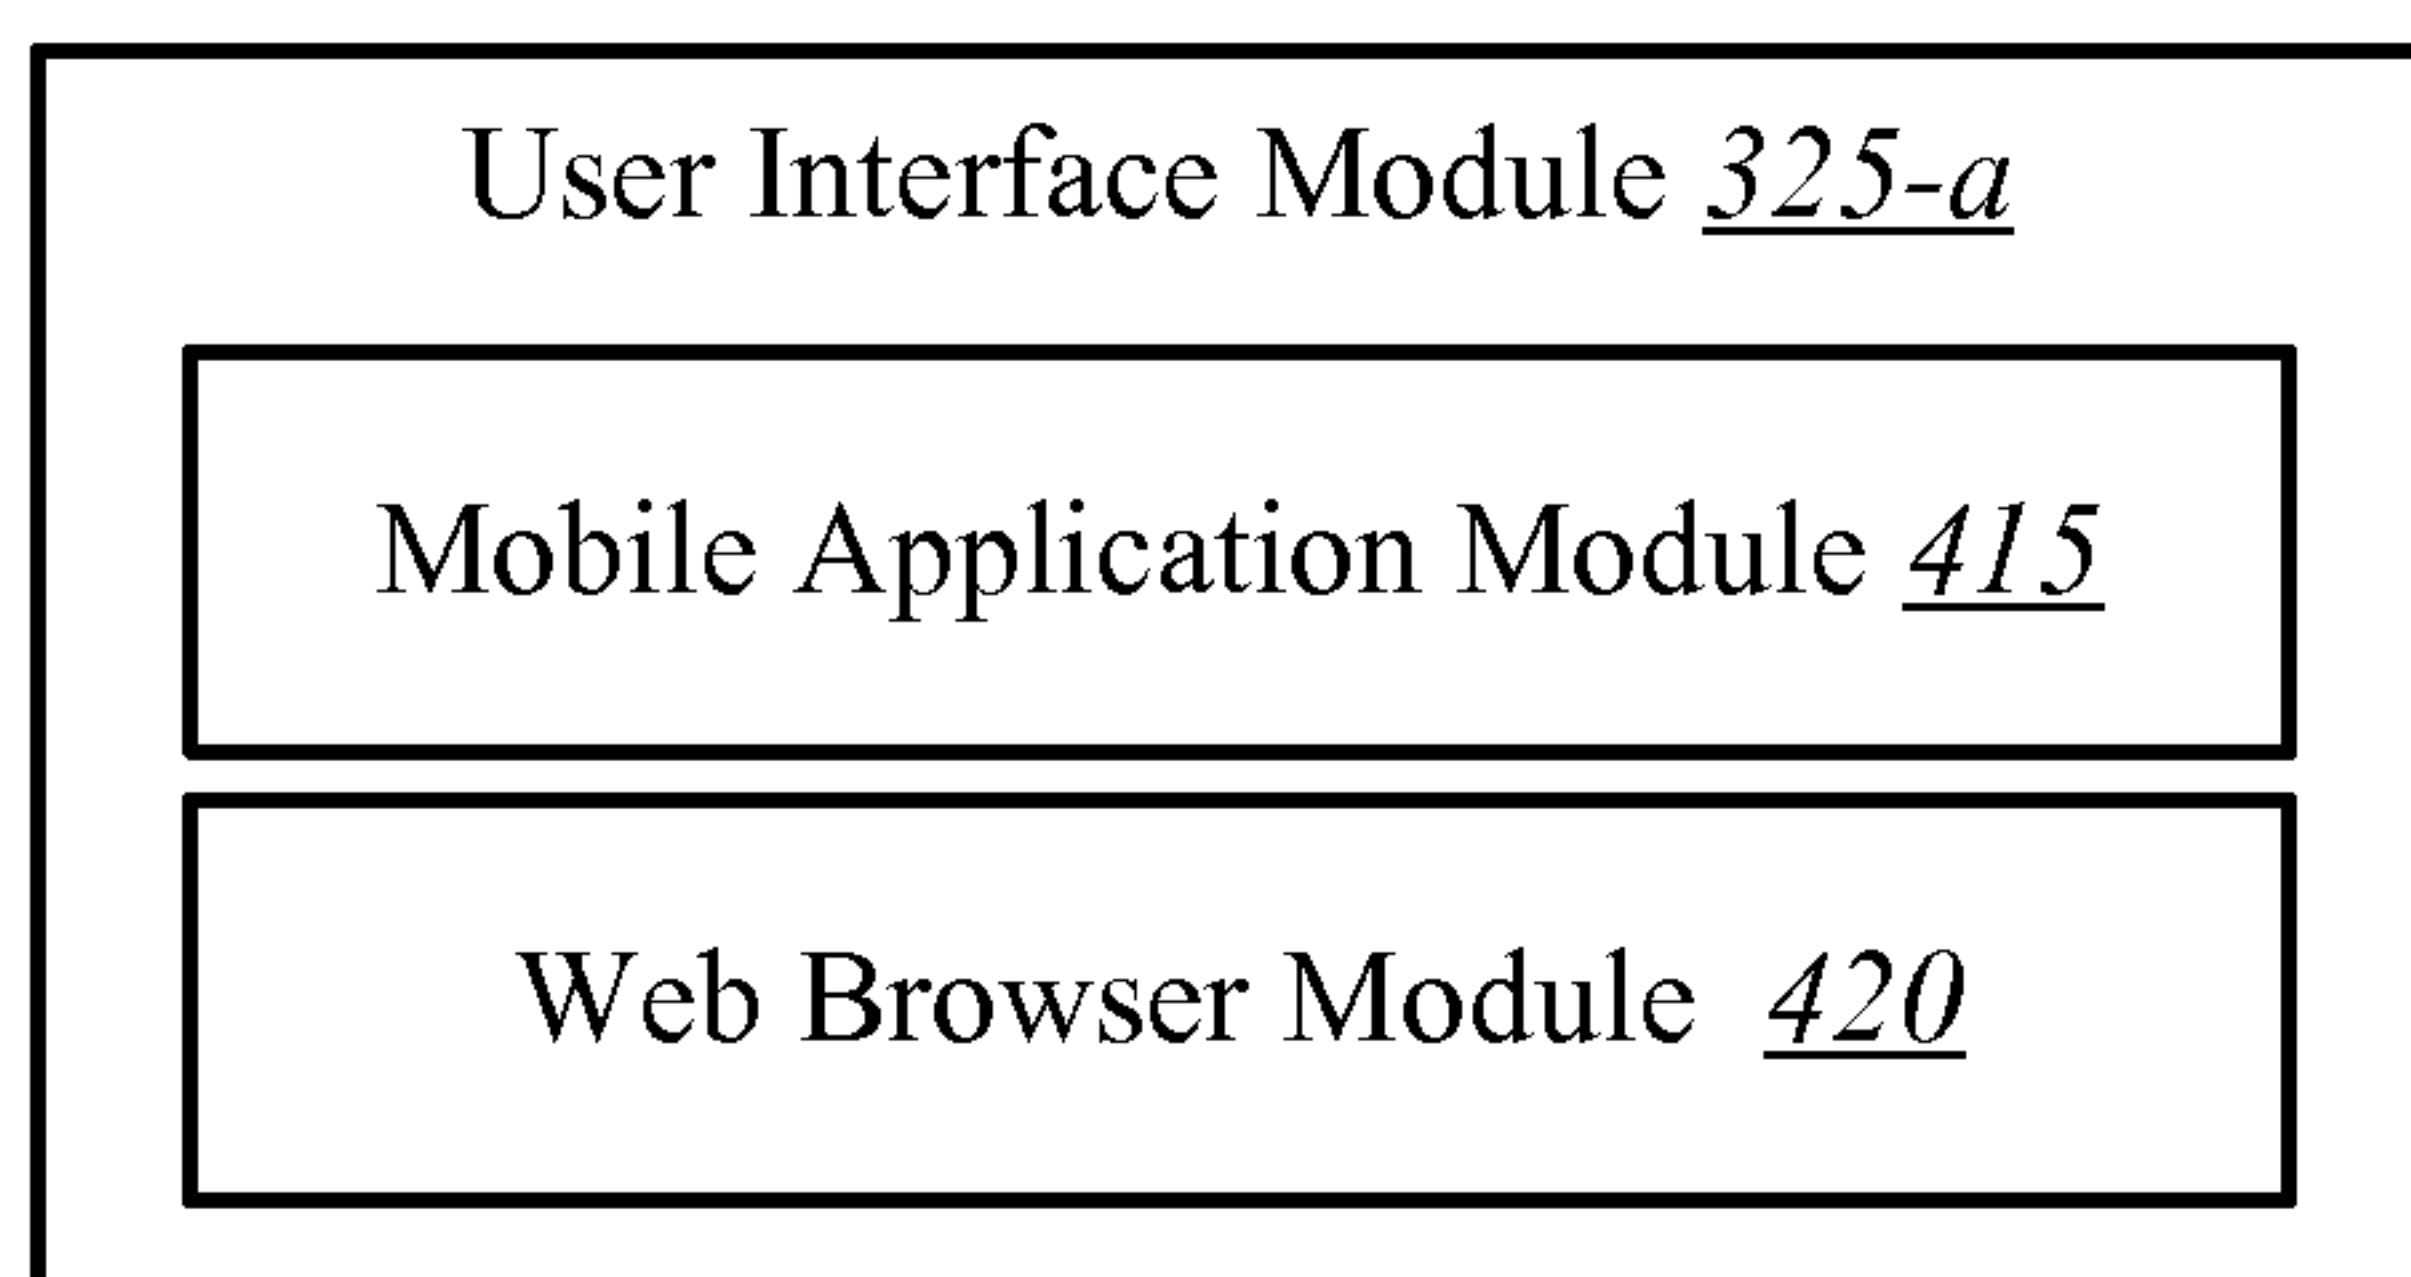 User Interface Module 325-a
Mobile Application Module 415
Web Browser Module 420